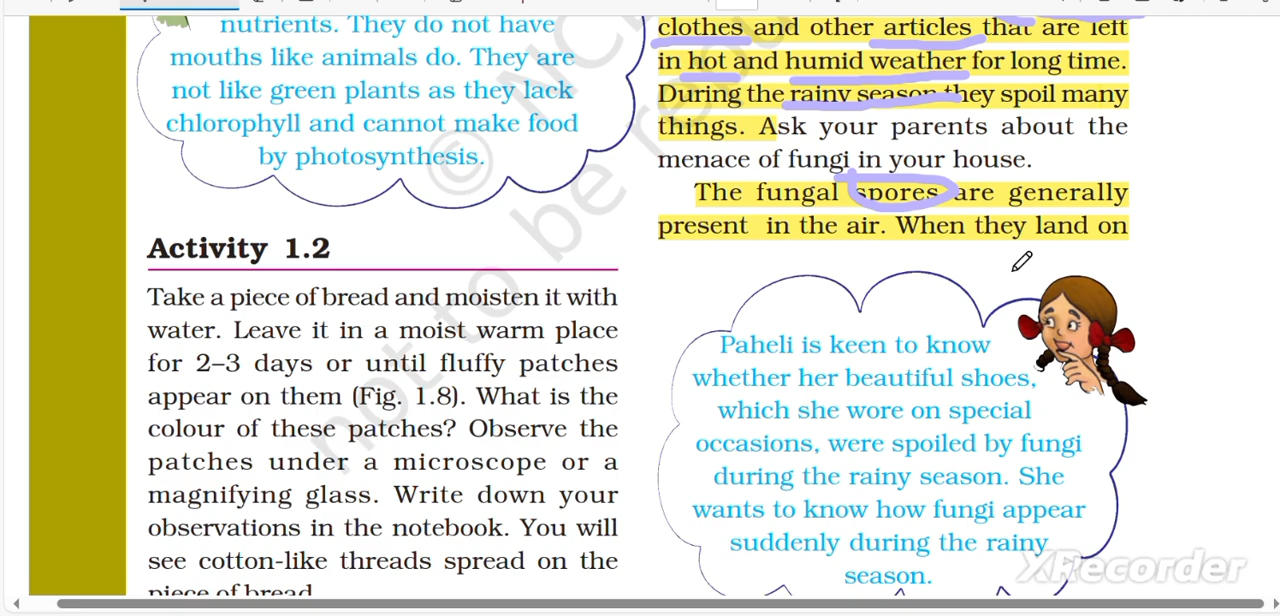 nutrients. They do not have
mouths like animals do. They are
not like green plants as they lack
chlorophyll and cannot make food
by photosynthesis.
Activity 1.2
Take a piece of bread and moisten it with
water. Leave it in a moist warm place
for 2–3 days or until fluffy patches
appear on them (Fig. 1.8). What is the
colour of these patches? Observe the
patches under a microscope or a
magnifying glass. Write down your
observations in the notebook. You will
see cotton-like threads spread on the
piece of bread.
clothes and other articles that are left
in hot and humid weather for long time.
During the rainy season they spoil many
things. Ask your parents about the
menace of fungi in your house.
The fungal spores are generally
present in the air. When they land on
Paheli is keen to know
whether her beautiful shoes,
which she wore on special
occasions, were spoiled by fungi
during the rainy season. She
wants to know how fungi appear
suddenly during the rainy
season.
not to be
XRecorder